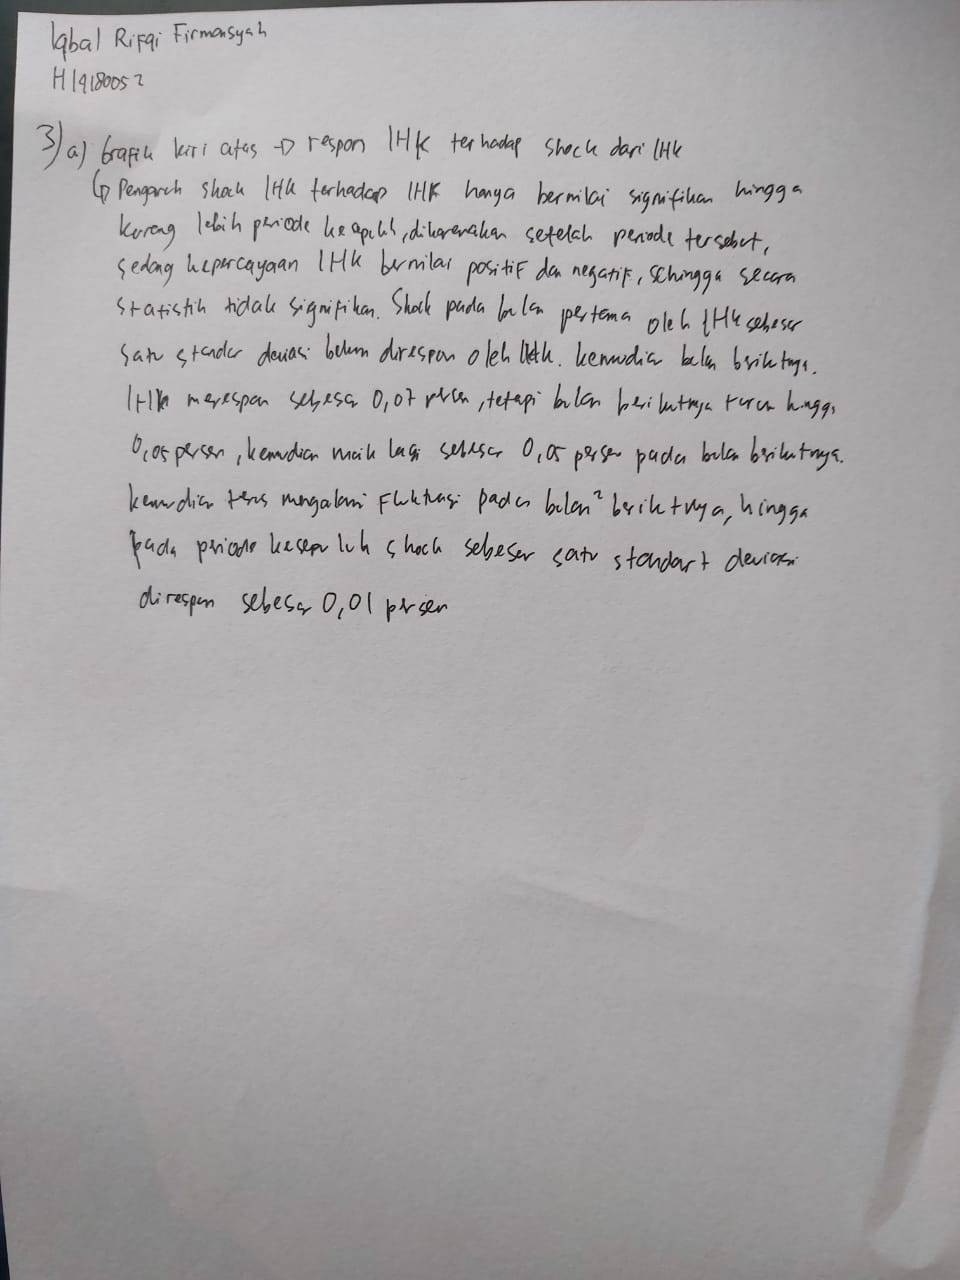 Iqbal Rifqi Firmansyah
H14180052
3) a) Grafik kiri atas → respon IHK terhadap shock dari IHK
↳ Pengaruh shock IHK terhadap IHK hanya bernilai signifikan hingga
kurang lebih periode ke dikarenakan setelah periode tersebut,
sedang kepercayaan IHK bernilai positif dan negatif, sehingga secara
statistik tidak signifikan. Shock pada bulan pertama oleh IHK sebesar
satu standar deviasi belum direspon oleh IHK. kemudian bulan berikutnya.
IHK merespon sebesar 0,07 persen, tetapi bulan berikutnya turun hingga
0,05 persen, kemudian naik lagi sebesar 0,05 persen pada bulan berikutnya.
kemudian terus mengalami Fluktuasi pada bulan² berikutnya, hingga
pada periode kesepuluh shock sebesar satu standart deviasi
direspon sebesar 0,01 persen